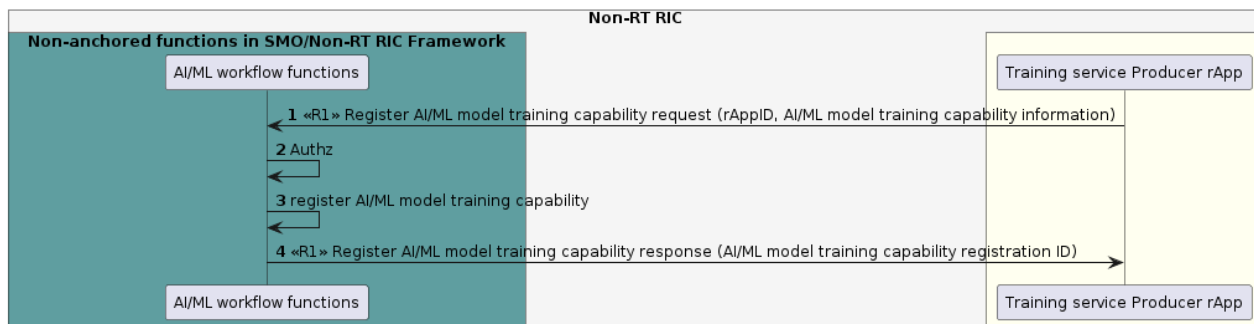 Non-RT RIC
Non-anchored functions in SMO/Non-RT RIC Framework
AI/ML workflow functions
Training service Producer rApp
1 «R1» Register AI/ML model training capability request (rAppID, AI/ML model training capability information)
2 Authz
3 register AI/ML model training capability
4 «R1» Register AI/ML model training capability response (AI/ML model training capability registration ID)
AI/ML workflow functions
Training service Producer rApp